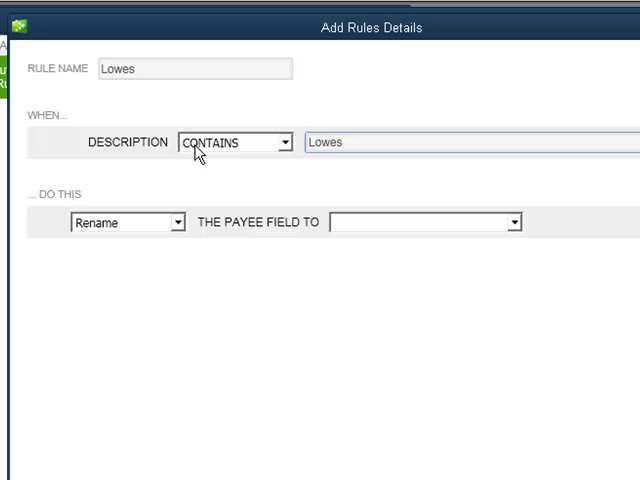 Add Rules Details
RULE NAME Lowes
WHEN...
DESCRIPTION CONTAINS Lowes
... DO THIS
Rename THE PAYEE FIELD TO